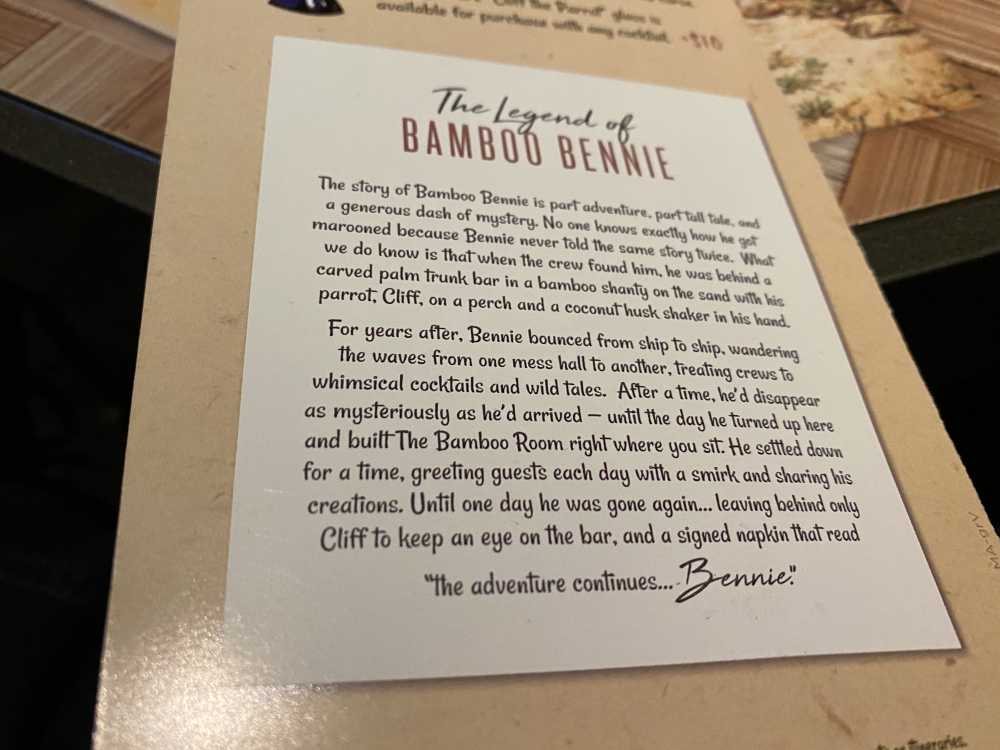 "Cliff the Parrot" glass is
available for purchase with any cocktail. +$10
The Legend of
BAMBOO BENNIE
The story of Bamboo Bennie is part adventure, part tall tale, and
a generous dash of mystery. No one knows exactly how he got
marooned because Bennie never told the same story twice. What
we do know is that when the crew found him, he was behind a
carved palm trunk bar in a bamboo shanty on the sand with his
parrot, Cliff, on a perch and a coconut husk shaker in his hand.
For years after, Bennie bounced from ship to ship, wandering
the waves from one mess hall to another, treating crews to
whimsical cocktails and wild tales. After a time, he'd disappear
as mysteriously as he'd arrived – until the day he turned up here
and built The Bamboo Room right where you sit. He settled down
for a time, greeting guests each day with a smirk and sharing his
creations. Until one day he was gone again... leaving behind only
Cliff to keep an eye on the bar, and a signed napkin that read
"the adventure continues... Bennie."